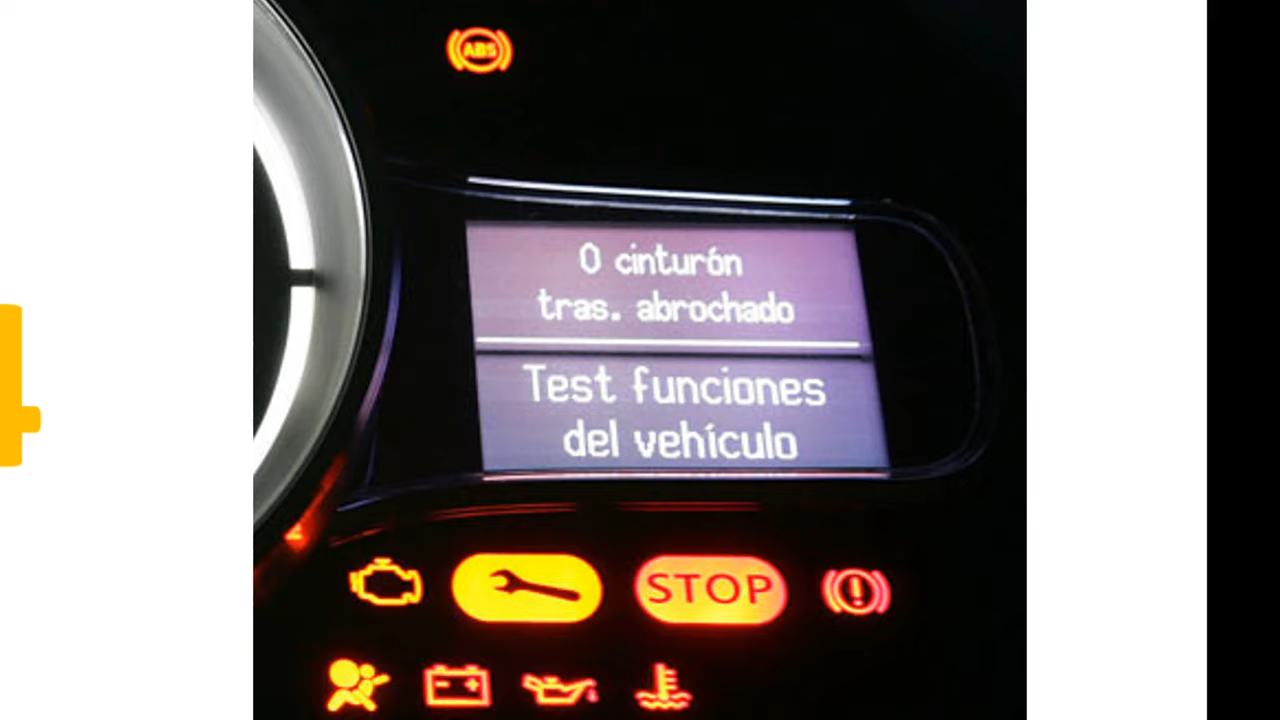 ABS
0 cinturón
tras. abrochado
Test funciones
del vehículo
STOP